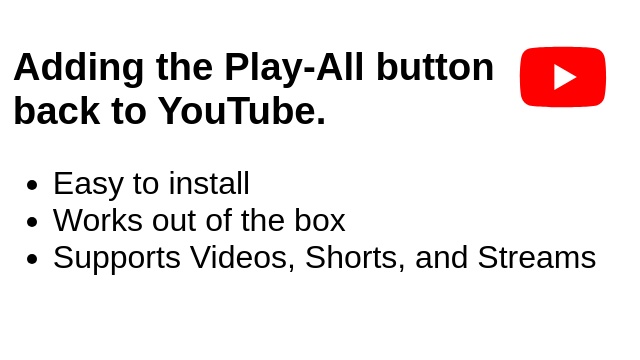 Adding the Play-All button
back to YouTube.
• Easy to install
• Works out of the box
• Supports Videos, Shorts, and Streams